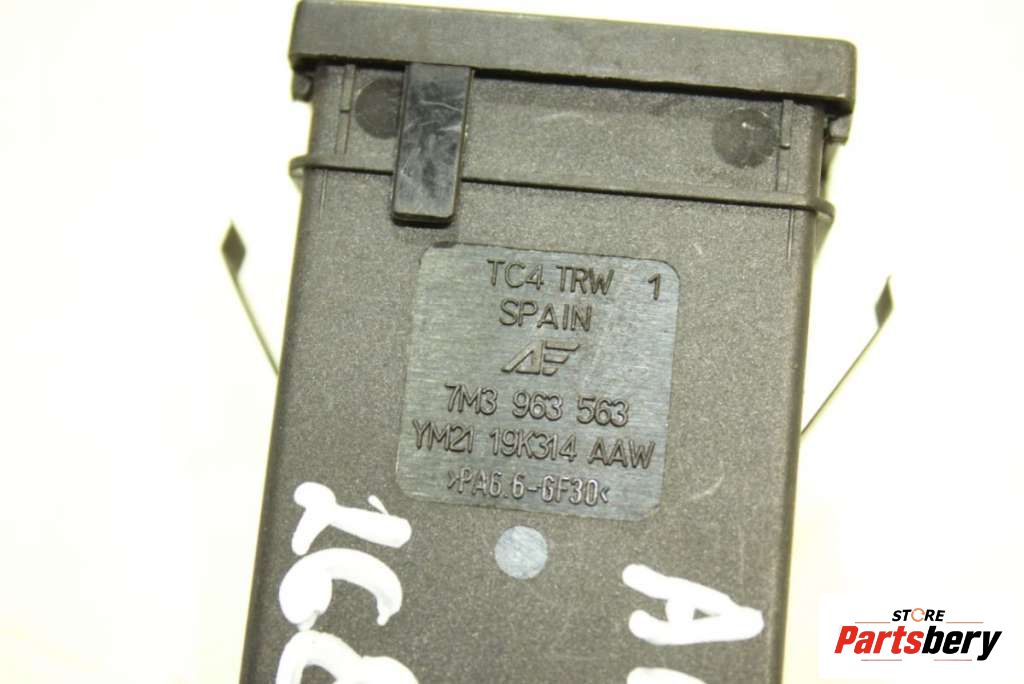 TC4 TRW 1
SPAIN
7M3 963 563
YM21 19K314 AAW
>PA6.6-GF30<
STORE
Partsbery